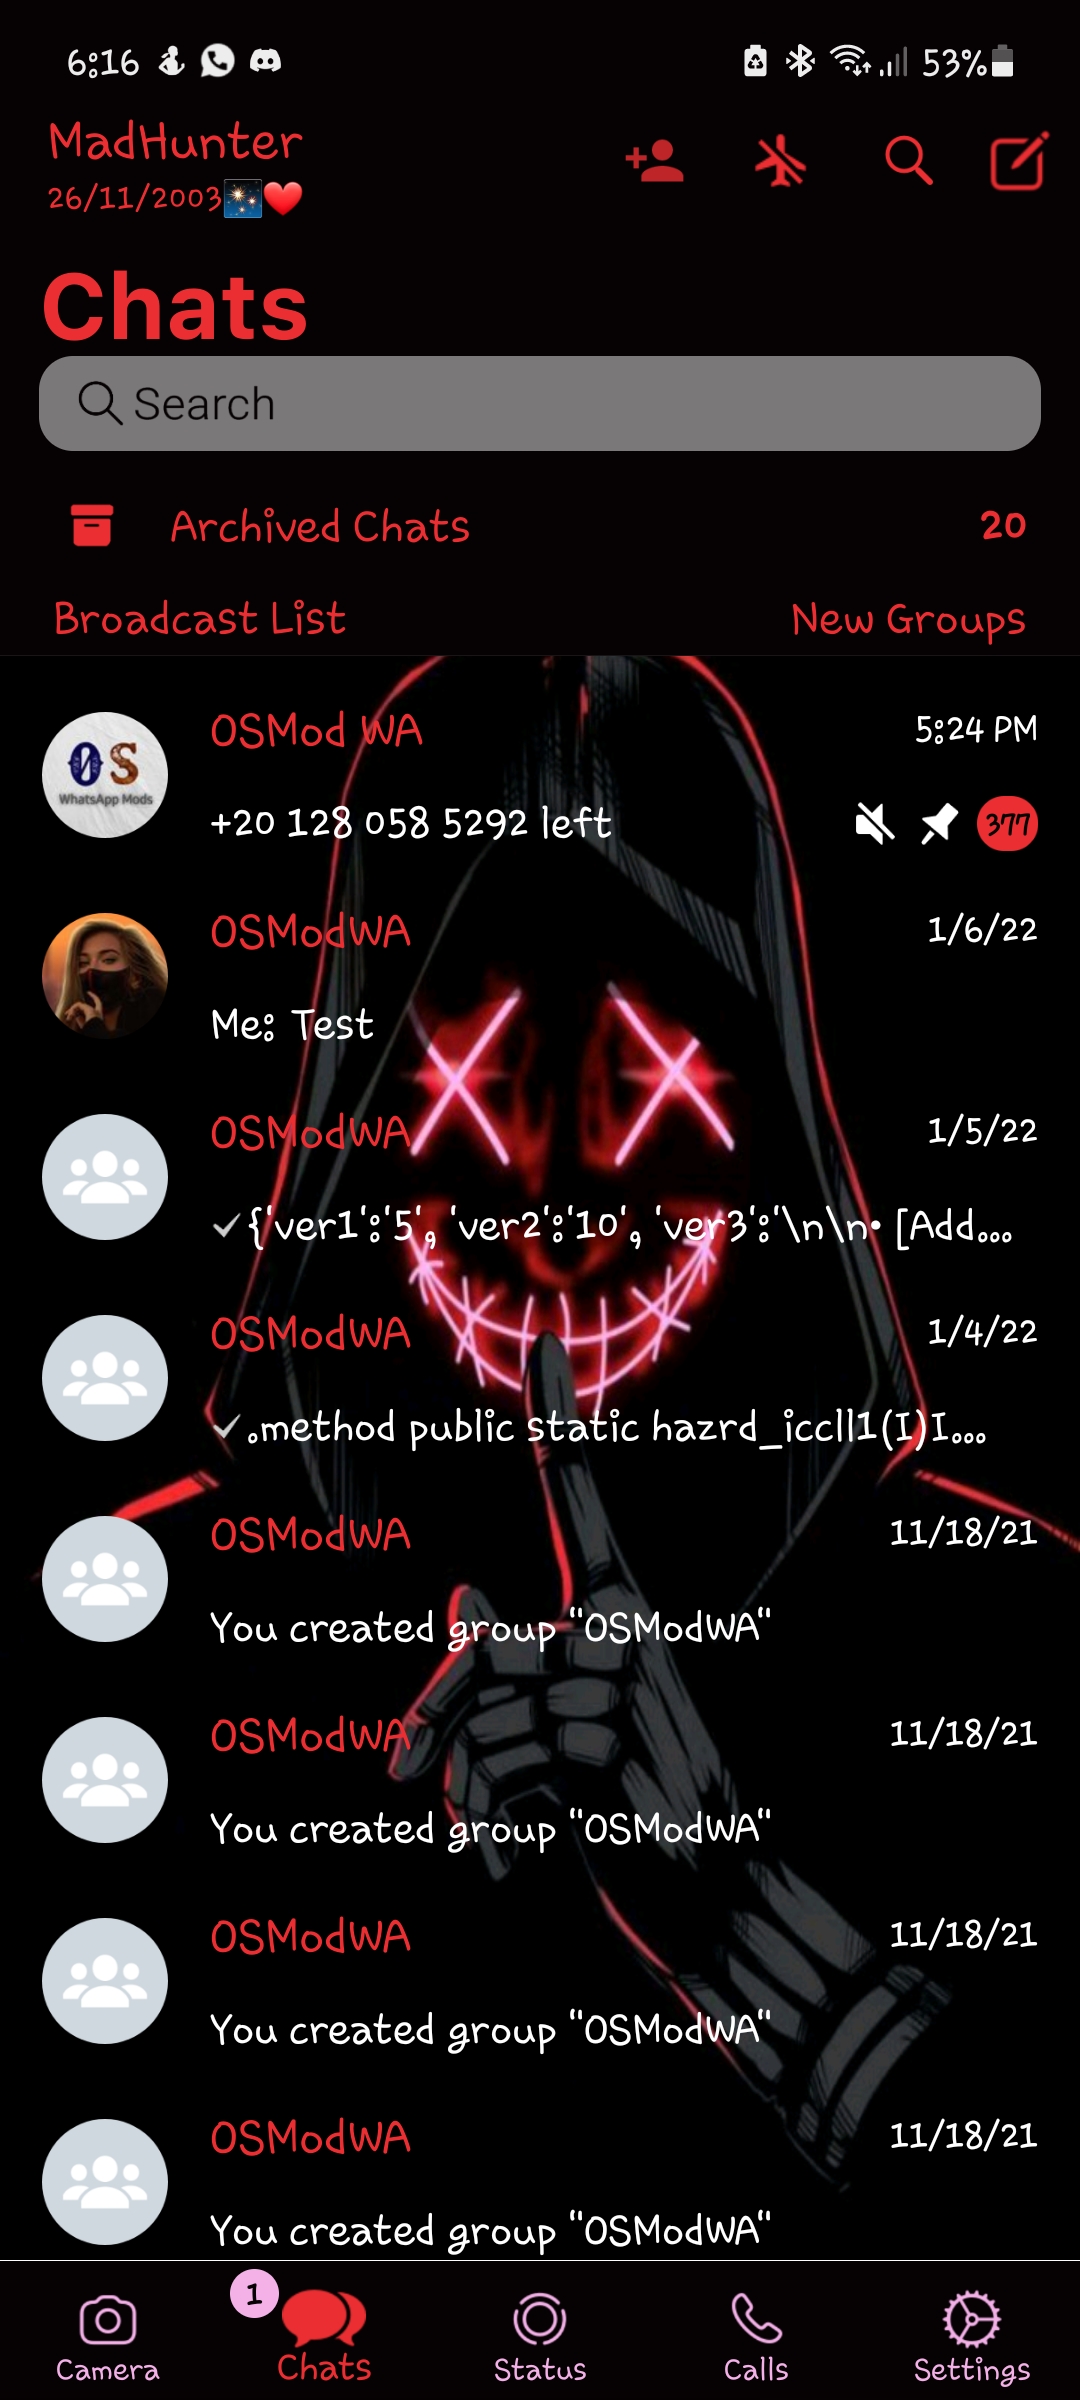 6:16
53%
MadHunter
26/11/2003🎇❤️
Chats
Search
Archived Chats 20
Broadcast List New Groups
OSMod WA 5:24 PM
OS
WhatsApp Mods
+20 128 058 5292 left 377
OSModWA 1/6/22
Me: Test
OSModWA 1/5/22
✓{'ver1':'5', 'ver2':'10', 'ver3':'\n\n• [Add...
OSModWA 1/4/22
✓.method public static hazrd_iccll1(I)I...
OSModWA 11/18/21
You created group "OSModWA"
OSModWA 11/18/21
You created group "OSModWA"
OSModWA 11/18/21
You created group "OSModWA"
OSModWA 11/18/21
You created group "OSModWA"
1
Camera Chats Status Calls Settings